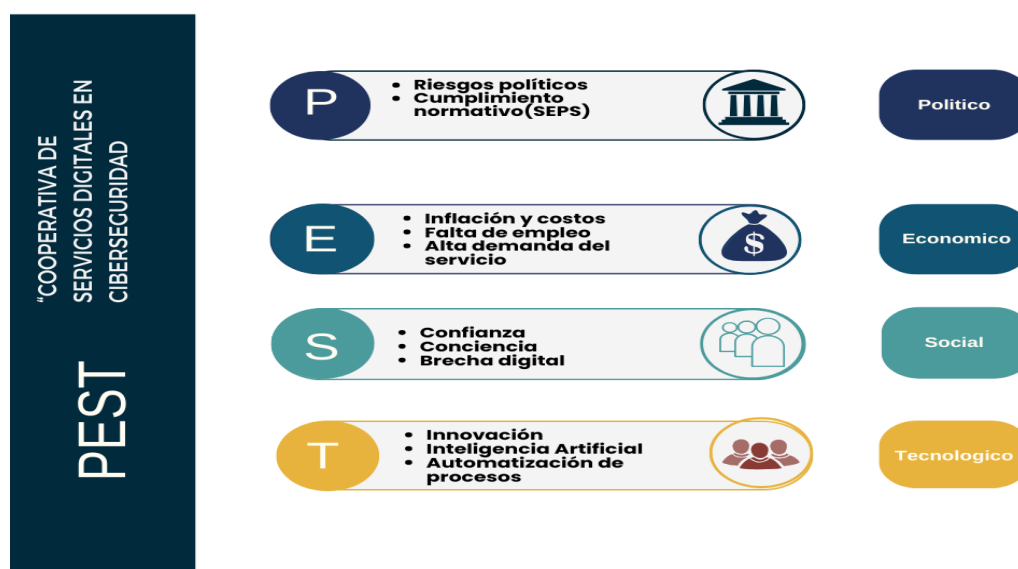 PEST
“COOPERATIVA DE
SERVICIOS DIGITALES EN
CIBERSEGURIDAD
P
• Riesgos políticos
• Cumplimiento
normativo(SEPS)
Politico
E
• Inflación y costos
• Falta de empleo
• Alta demanda del
servicio
$
Economico
S
• Confianza
• Conciencia
• Brecha digital
Social
T
• Innovación
• Inteligencia Artificial
• Automatización de
procesos
Tecnologico